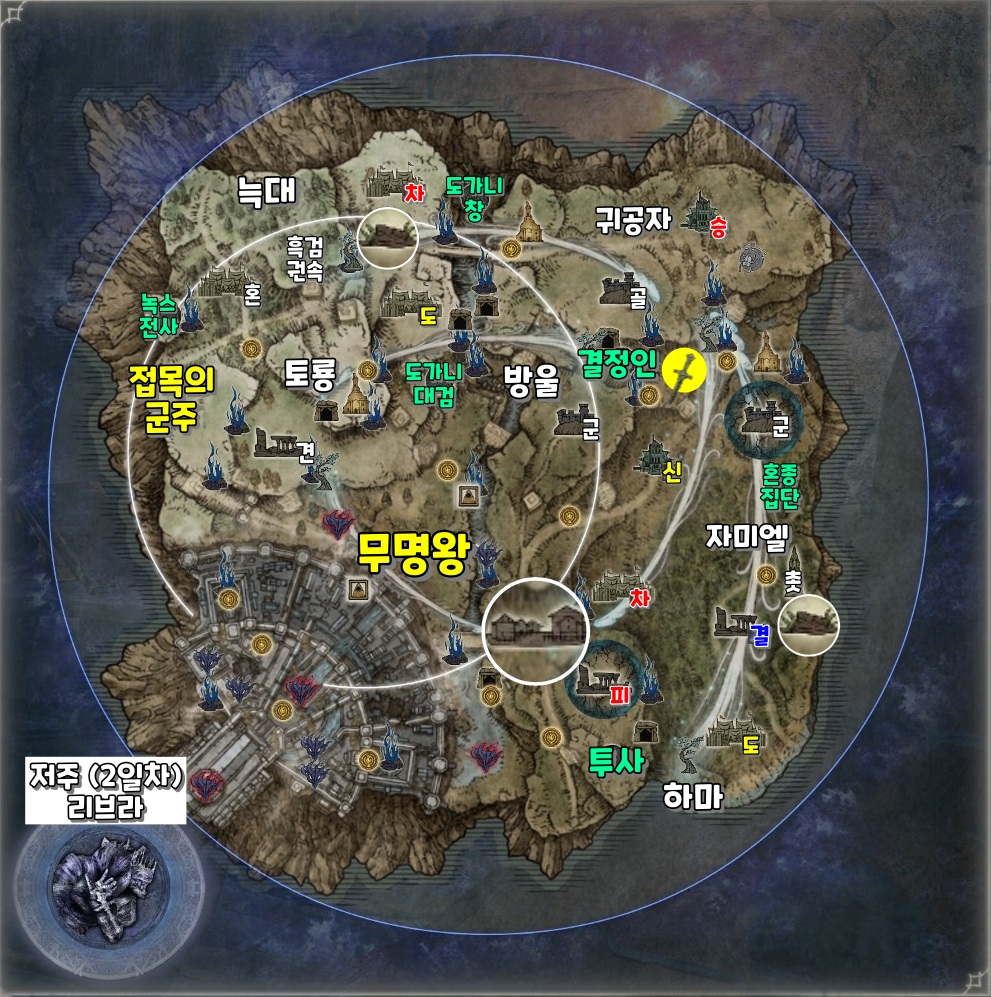 늑대
차
도가니
창
귀공자
승
흑검
권속
혼
골
녹스
전사
도
접목의
군주
토룡
도가니
대검
방울
결정인
군
군
견
신
혼종
집단
무명왕
자미엘
촛
차
결
피
도
투사
하마
저주 (2일차)
리브라